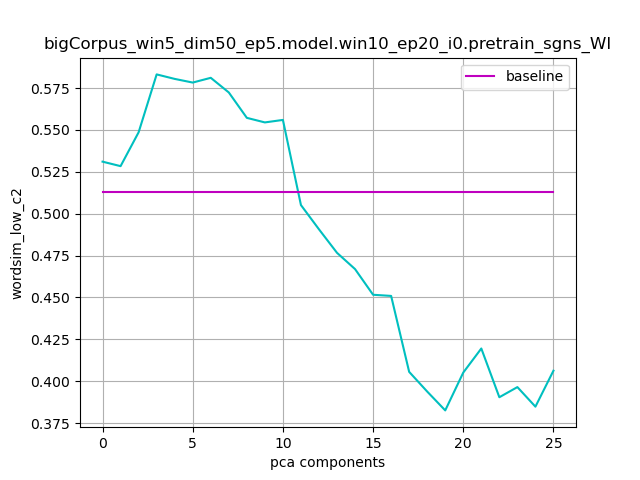 bigCorpus_win5_dim50_ep5.model.win10_ep20_i0.pretrain_sgns_WI
baseline
0.575
0.550
0.525
0.500
0.475
0.450
0.425
0.400
0.375
wordsim_low_c2
0 5 10 15 20 25
pca components